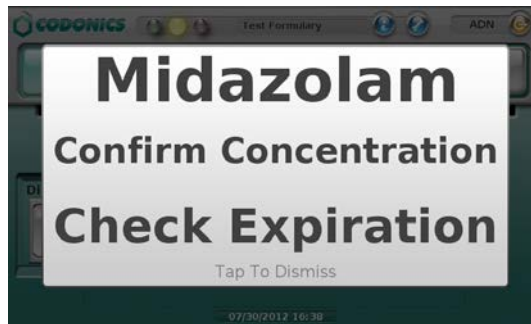 CODONICS Test Formulary ADN
Midazolam
Confirm Concentration
Check Expiration
Tap To Dismiss
07/30/2012 16:38